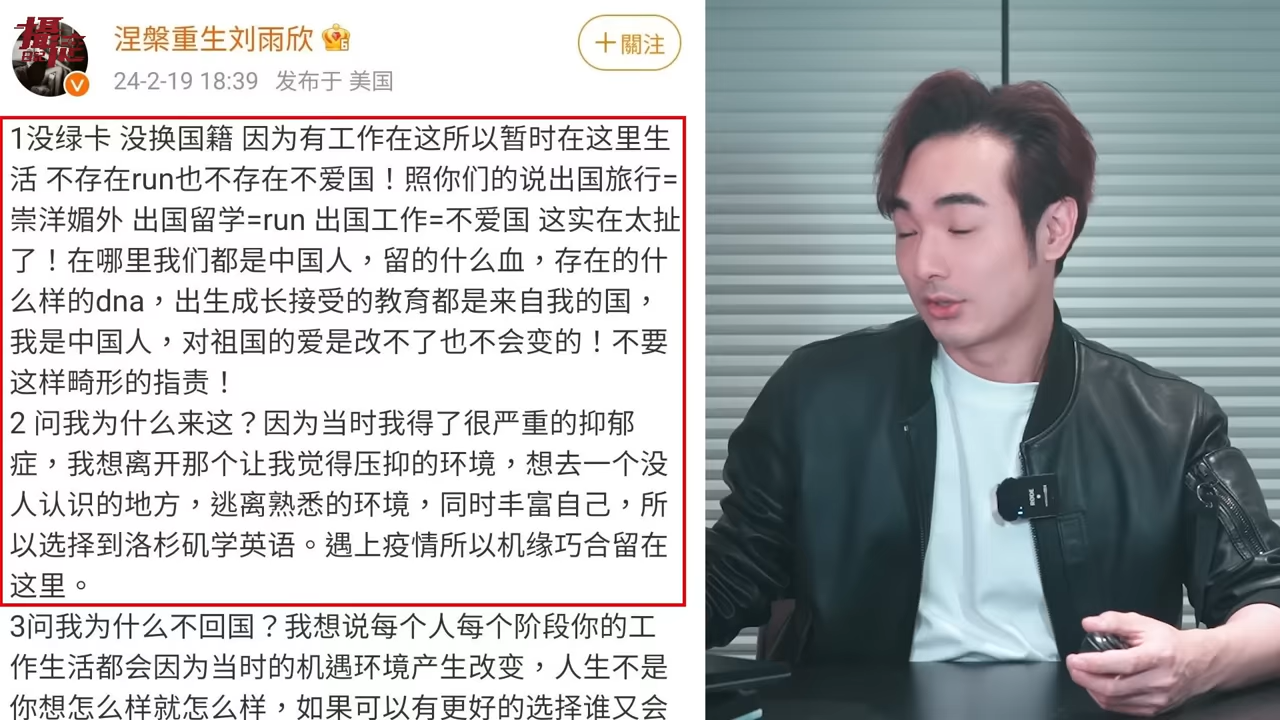 涅槃重生刘雨欣
24-2-19 18:39 发布于 美国
+關注
1没绿卡 没换国籍 因为有工作在这所以暂时在这里生
活 不存在run也不存在不爱国！照你们的说出国旅行=
崇洋媚外 出国留学=run 出国工作=不爱国 这实在太扯
了！在哪里我们都是中国人，留的什么血，存在的什
么样的dna，出生成长接受的教育都是来自我的国，
我是中国人，对祖国的爱是改不了也不会变的！不要
这样畸形的指责！
2 问我为什么来这？因为当时我得了很严重的抑郁
症，我想离开那个让我觉得压抑的环境，想去一个没
人认识的地方，逃离熟悉的环境，同时丰富自己，所
以选择到洛杉矶学英语。遇上疫情所以机缘巧合留在
这里。
3问我为什么不回国？我想说每个人每个阶段你的工
作生活都会因为当时的机遇环境产生改变，人生不是
你想怎么样就怎么样，如果可以有更好的选择谁又会